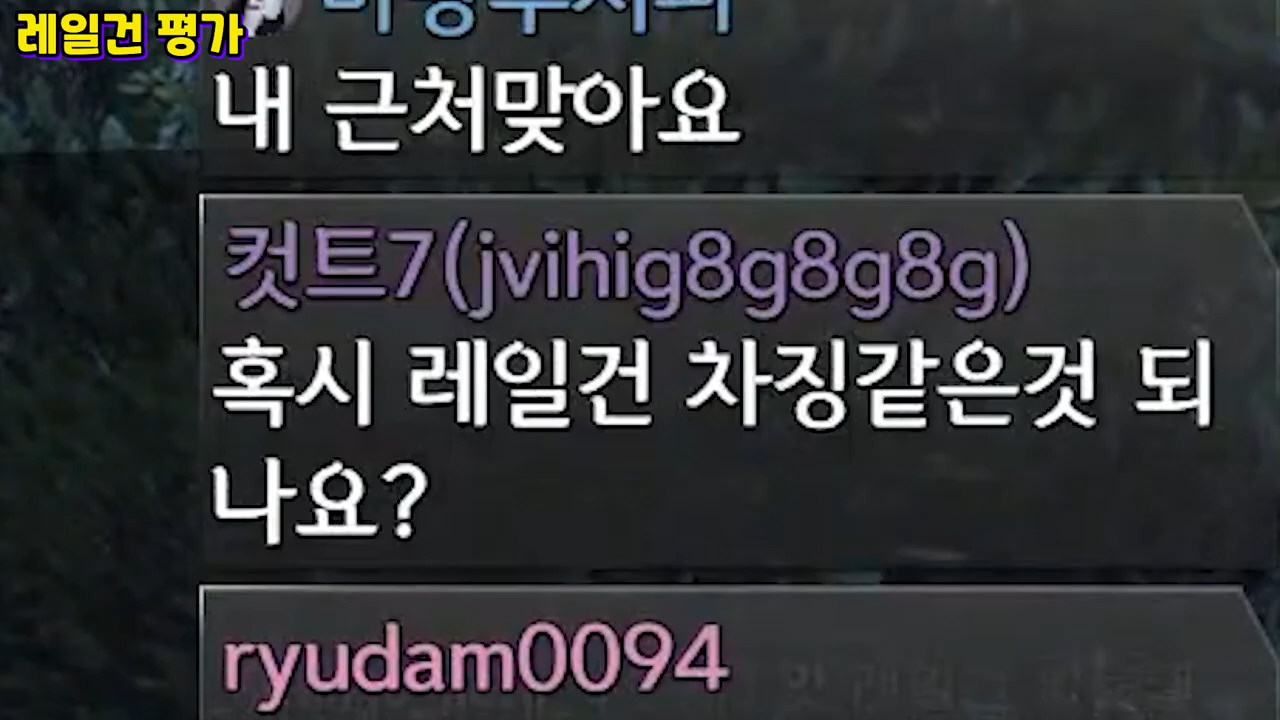 레일건 평가
내 근처맞아요
컷트7(jvihig8g8g8g)
혹시 레일건 차징같은것 되
나요?
ryudam0094